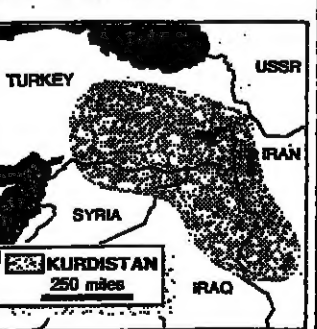 TURKEY
USSR
IRAN
SYRIA
KURDISTAN
250 miles
IRAQ